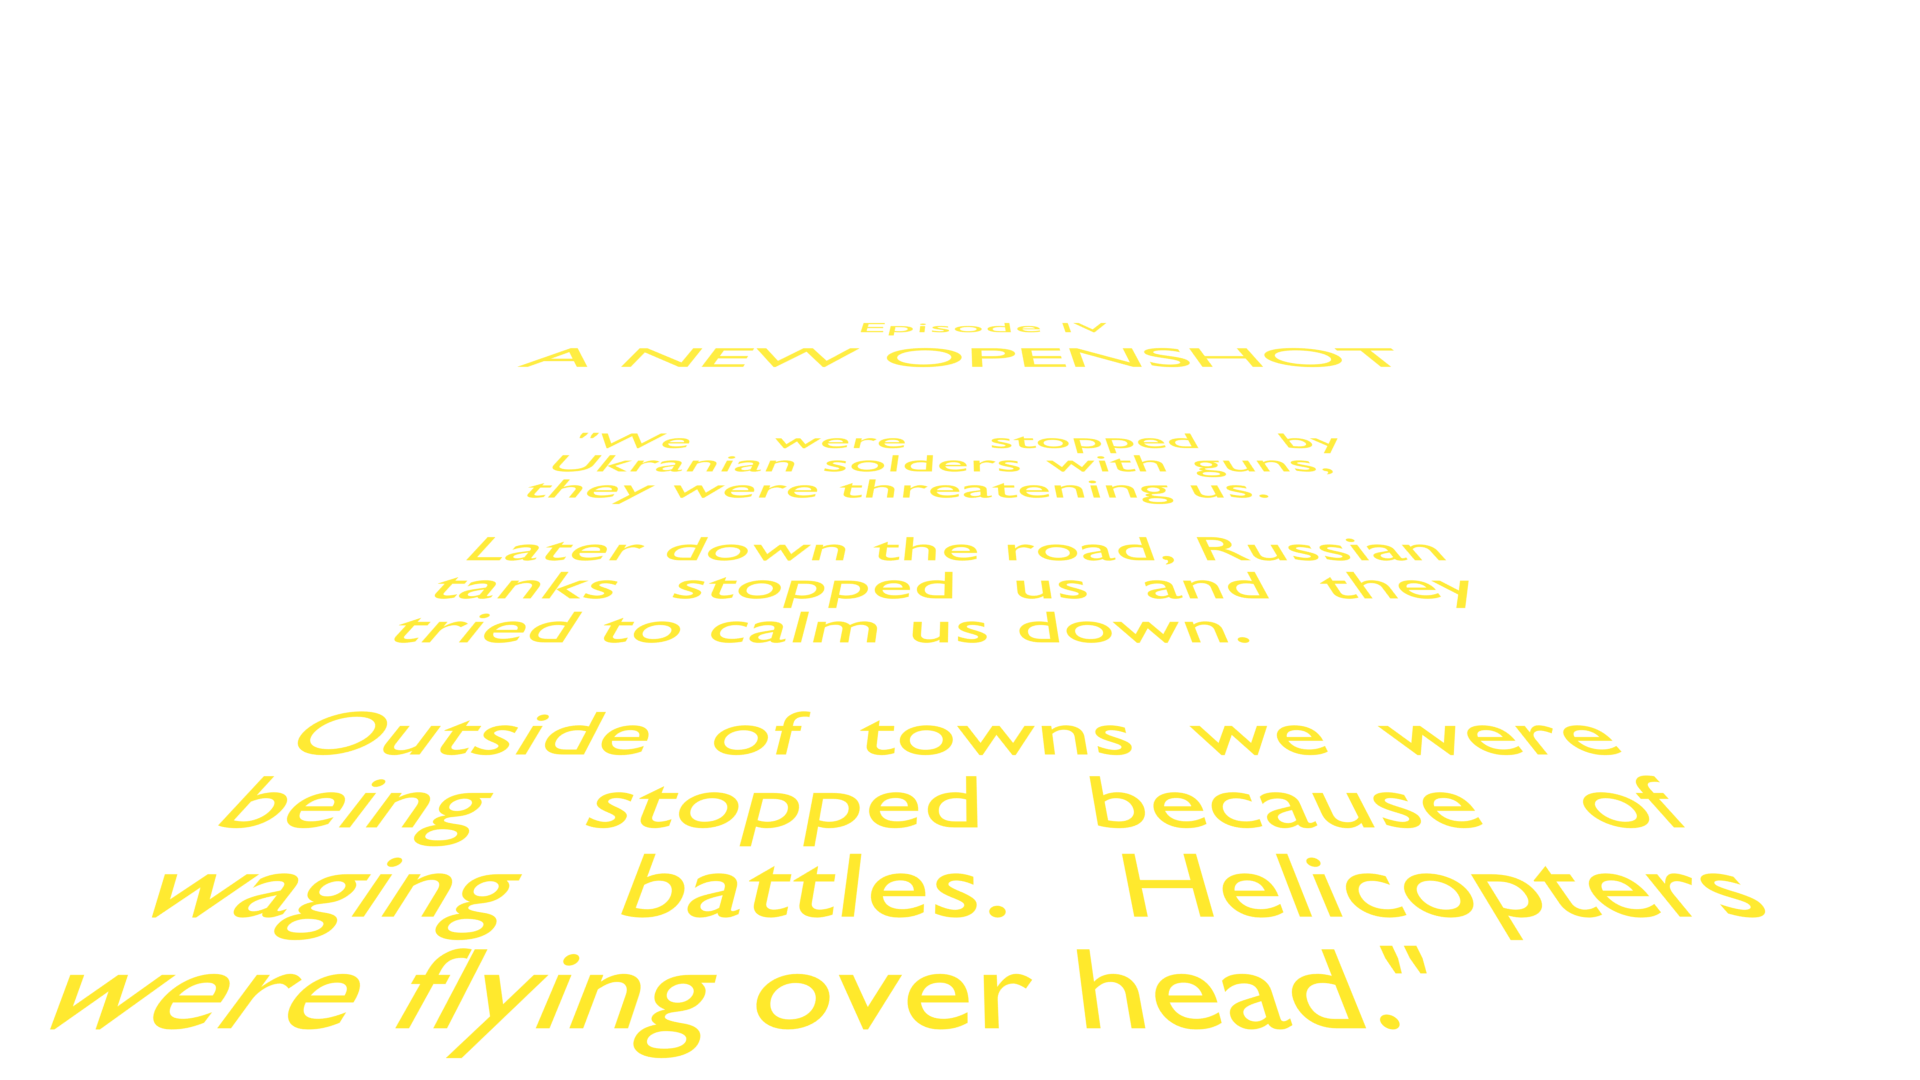 Episode IV
A NEW OPENSHOT
"We were stopped by
Ukranian solders with guns,
they were threatening us.
Later down the road, Russian
tanks stopped us and they
tried to calm us down.
Outside of towns we were
being stopped because of
waging battles. Helicopters
were flying over head."